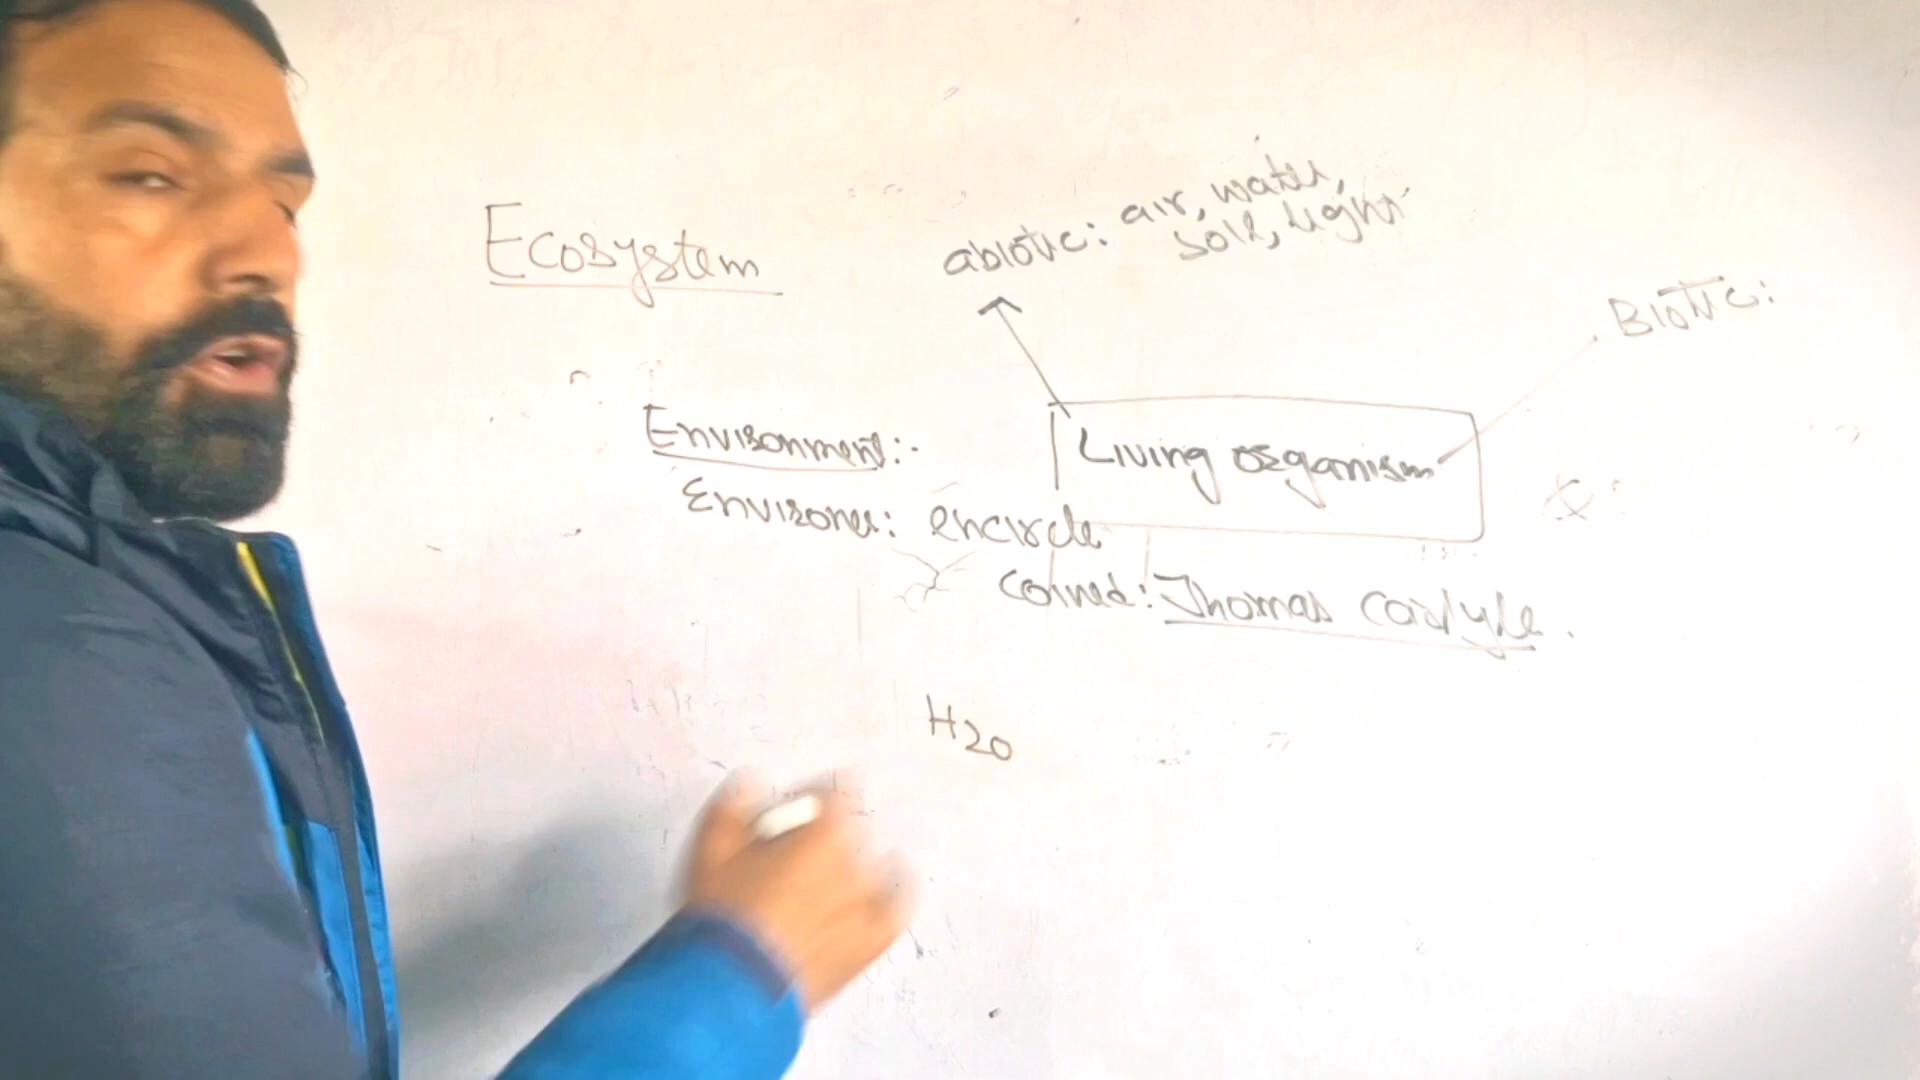 Ecosystem
abiotic: air, water,
soil, light
Biotic:
Environment:-
Living organism
Environer: encircle
Coined: Thomas Carlyle.
H2O